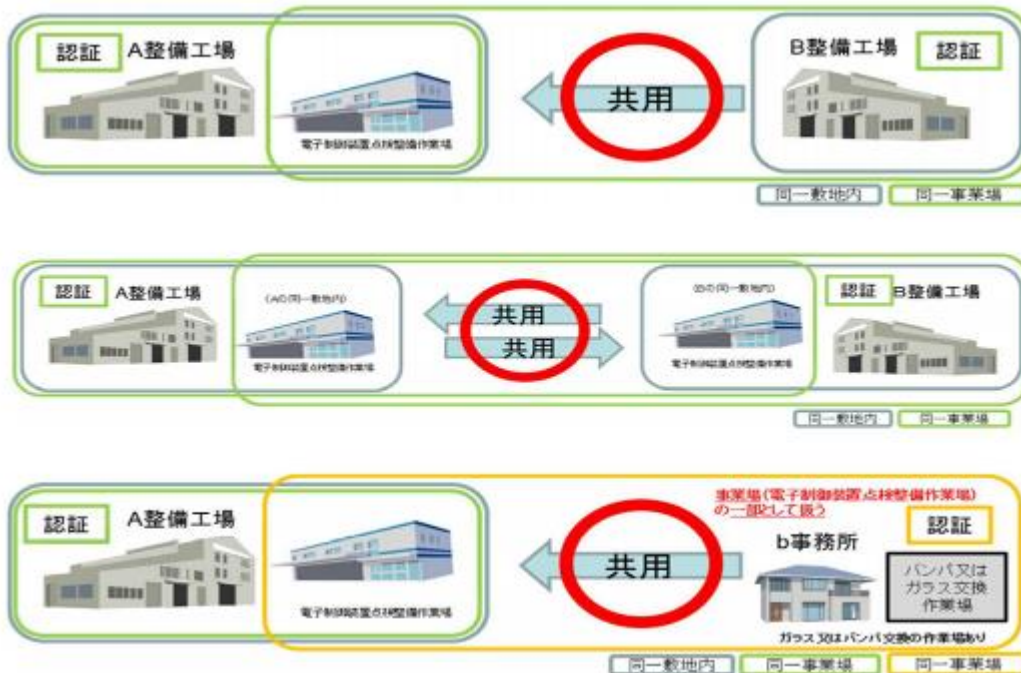 認証
A整備工場
電子制御装置点検整備作業場
共用
B整備工場
認証
同一敷地内
同一事業場
認証
A整備工場
(Aの同一敷地内)
電子制御装置点検整備作業場
共用
共用
(Bの同一敷地内)
電子制御装置点検整備作業場
認証
B整備工場
同一敷地内
同一事業場
認証
A整備工場
電子制御装置点検整備作業場
共用
事業場(電子制御装置点検整備作業場)
の一部として扱う
認証
b事務所
バンパ又は
ガラス交換
作業場
ガラス又はバンパ交換の作業場あり
同一敷地内
同一事業場
同一事業場